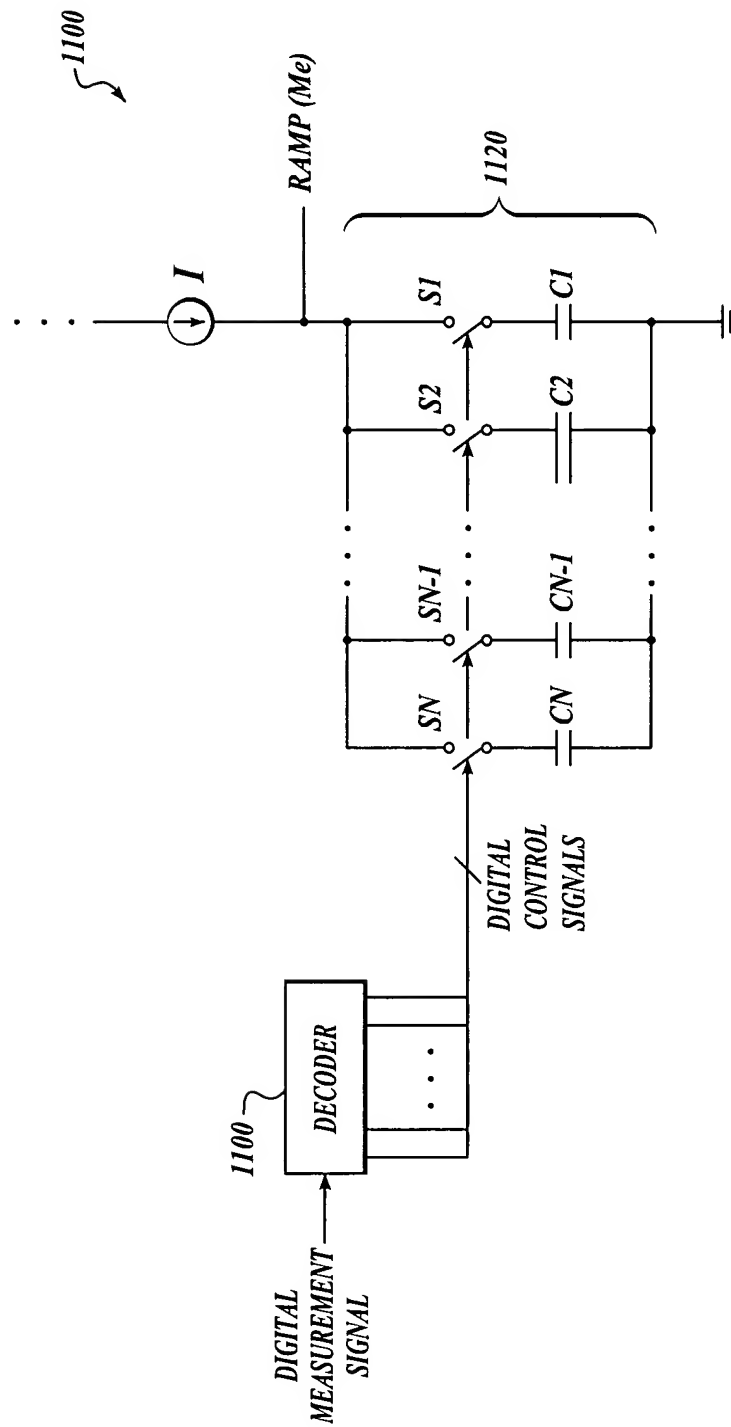 1100
I
RAMP (Me)
1120
SN
SN-1
S2
S1
CN
CN-1
C2
C1
DIGITAL
CONTROL
SIGNALS
1100
DECODER
DIGITAL
MEASUREMENT
SIGNAL